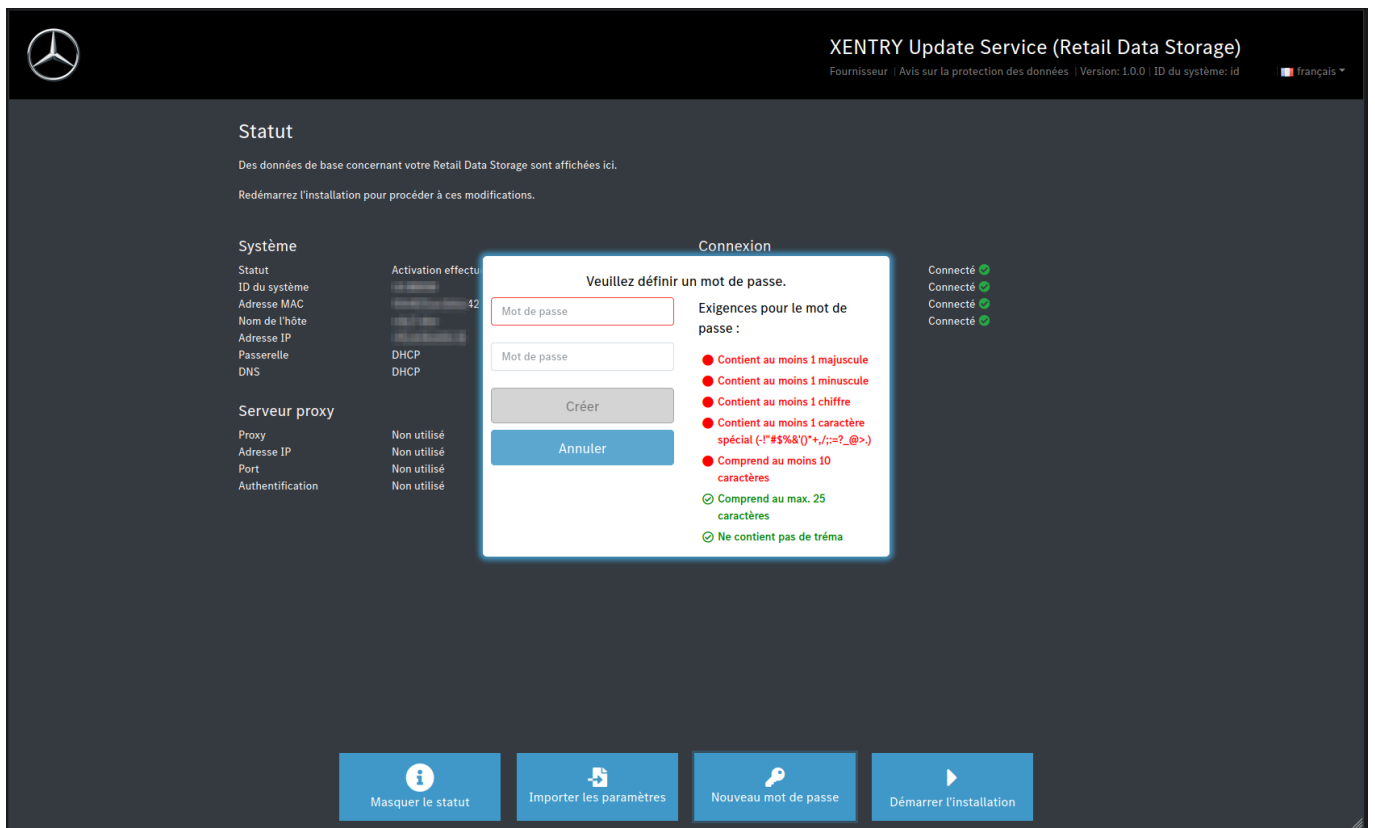 XENTRY Update Service (Retail Data Storage)
Fournisseur | Avis sur la protection des données | Version: 1.0.0 | ID du système: id
français
Statut
Des données de base concernant votre Retail Data Storage sont affichées ici.
Redémarrez l'installation pour procéder à ces modifications.
Système
Statut Activation effectu
ID du système
Adresse MAC 42
Nom de l'hôte
Adresse IP
Passerelle DHCP
DNS DHCP
Serveur proxy
Proxy Non utilisé
Adresse IP Non utilisé
Port Non utilisé
Authentification Non utilisé
Connexion
Connecté
Connecté
Connecté
Connecté
Veuillez définir un mot de passe.
Mot de passe
Mot de passe
Créer
Annuler
Exigences pour le mot de
passe :
Contient au moins 1 majuscule
Contient au moins 1 minuscule
Contient au moins 1 chiffre
Contient au moins 1 caractère
spécial (-!"#$%&'()*+,/;:=?_@>.)
Comprend au moins 10
caractères
Comprend au max. 25
caractères
Ne contient pas de tréma
Masquer le statut
Importer les paramètres
Nouveau mot de passe
Démarrer l'installation